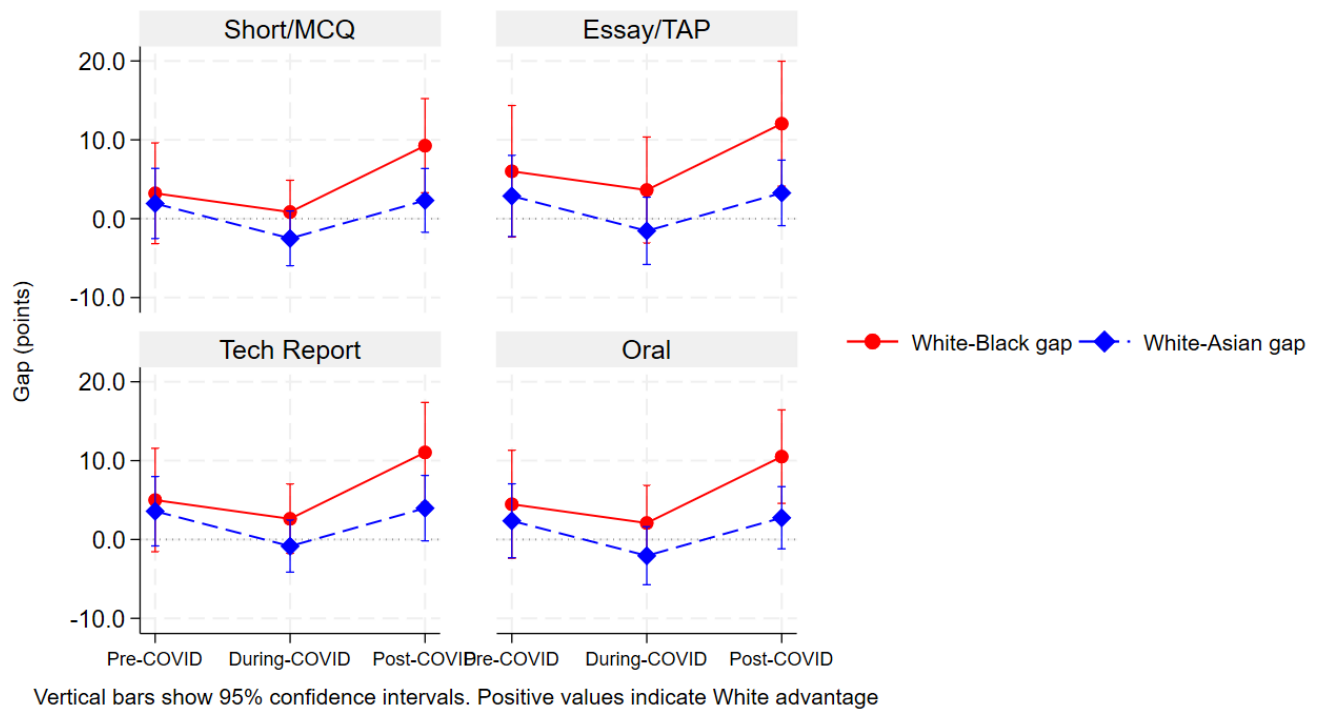 Short/MCQ
Essay/TAP
20.0
10.0
0.0
-10.0
Gap (points)
White-Black gap
White-Asian gap
Tech Report
Oral
20.0
10.0
0.0
-10.0
Pre-COVID During-COVID Post-COVID Pre-COVID During-COVID Post-COVID
Vertical bars show 95% confidence intervals. Positive values indicate White advantage